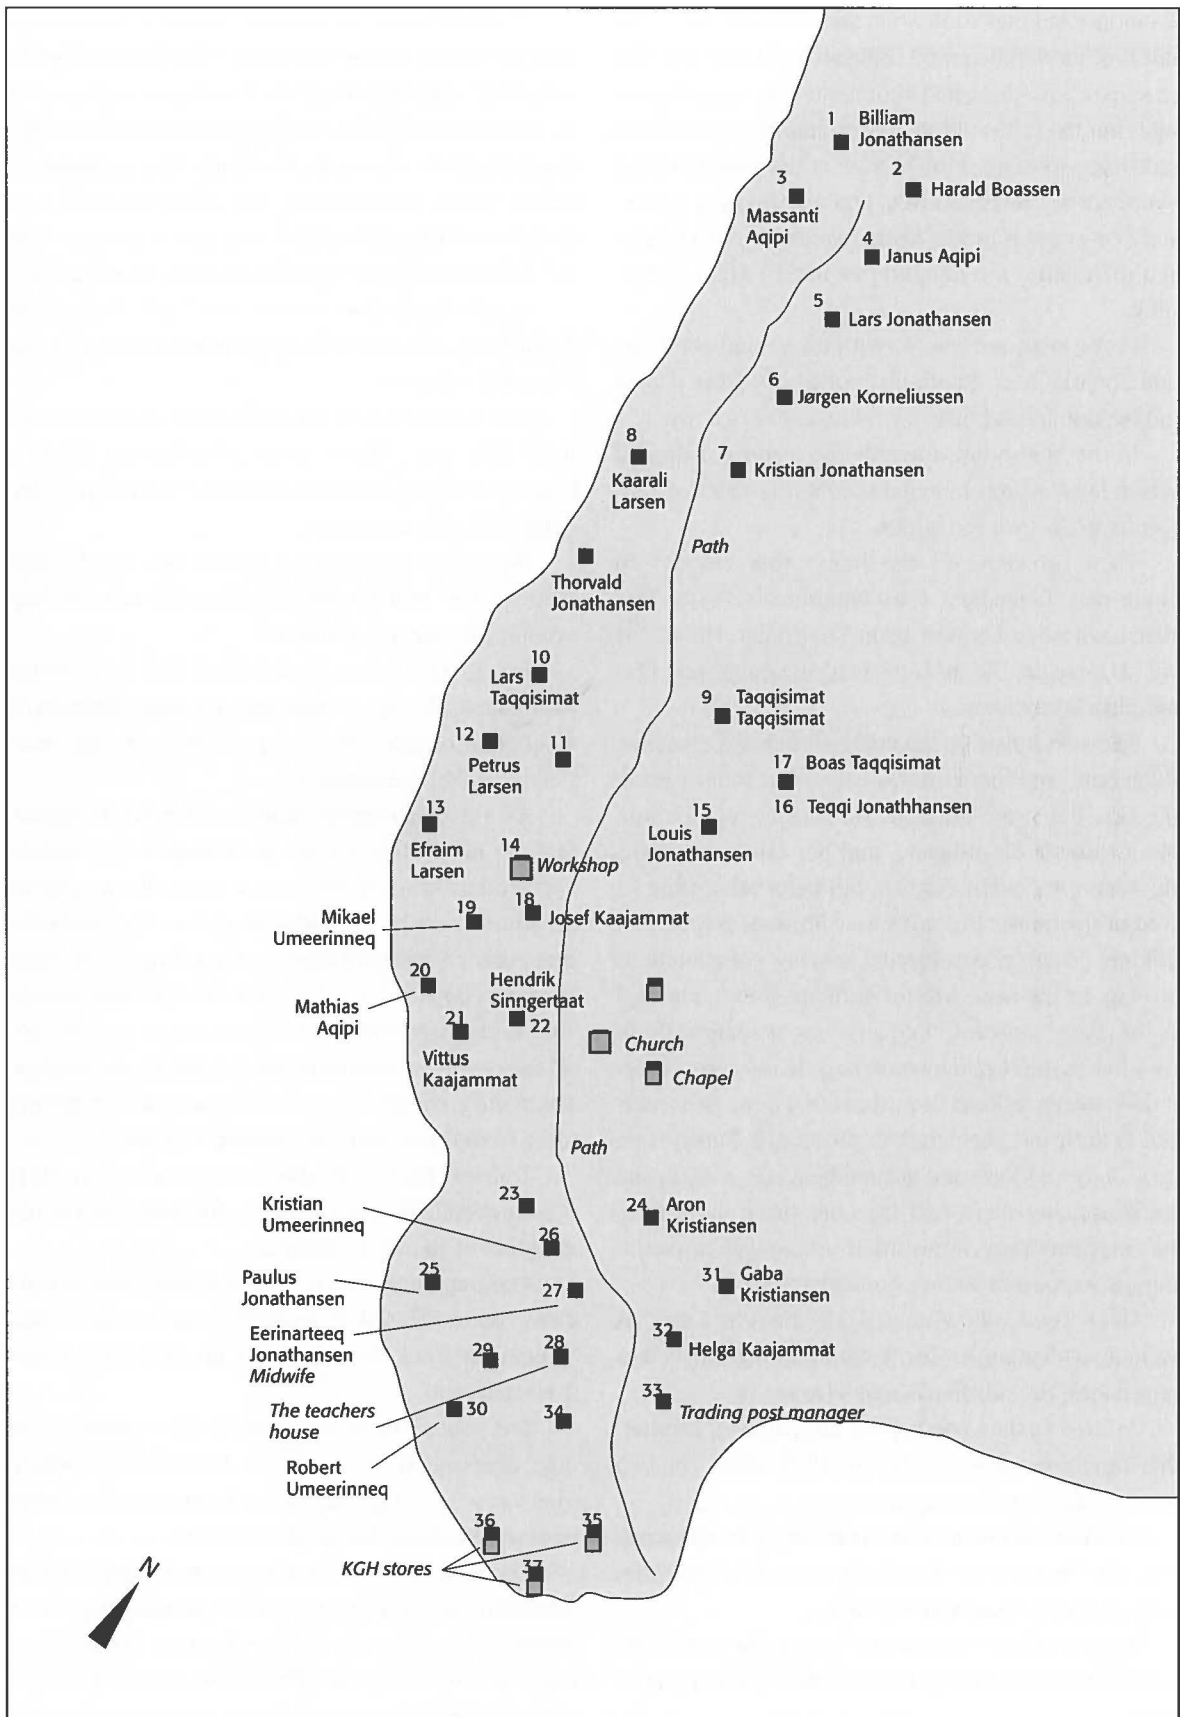 1 Billiam
Jonathansen
2 Harald Boassen
3
Massanti
Aqipi
4
Janus Aqipi
5
Lars Jonathansen
6
Jørgen Korneliussen
8
Kaarali
Larsen
7
Kristian Jonathansen
Path
Thorvald
Jonathansen
10
Lars
Taqqisimat
9 Taqqisimat
Taqqisimat
12
Petrus
Larsen
11
17 Boas Taqqisimat
16 Teqqi Jonathhansen
13
Efraim
Larsen
14
Workshop
15
Louis
Jonathansen
18
Josef Kaajammat
19
Mikael
Umeerinneq
20
Mathias
Aqipi
Hendrik
Sinngertaat
22
21
Vittus
Kaajammat
Church
Chapel
Path
23
Kristian
Umeerinneq
24 Aron
Kristiansen
26
25
Paulus
Jonathansen
27
31 Gaba
Kristiansen
Eerinarteeq
Jonathansen
Midwife
28
29
32
Helga Kaajammat
The teachers
house
30
33
Trading post manager
34
Robert
Umeerinneq
36
35
KGH stores
37
N